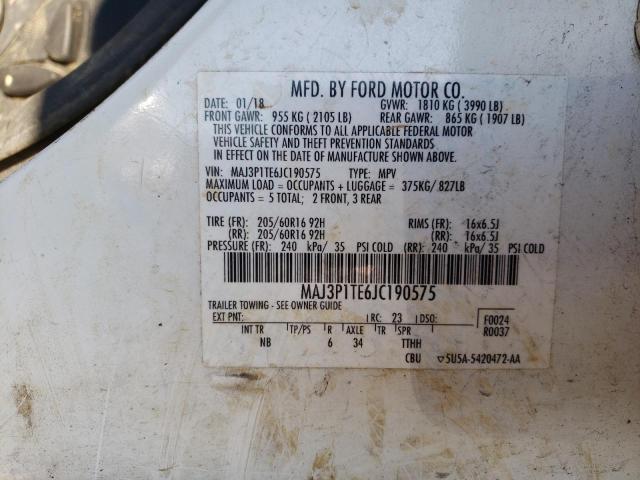 MFD. BY FORD MOTOR CO.
DATE: 01/18 GVWR: 1810 KG ( 3990 LB)
FRONT GAWR: 955 KG ( 2105 LB) REAR GAWR: 865 KG ( 1907 LB)
THIS VEHICLE CONFORMS TO ALL APPLICABLE FEDERAL MOTOR
VEHICLE SAFETY AND THEFT PREVENTION STANDARDS
IN EFFECT ON THE DATE OF MANUFACTURE SHOWN ABOVE.
VIN: MAJ3P1TE6JC190575 TYPE: MPV
MAXIMUM LOAD = OCCUPANTS + LUGGAGE = 375KG/ 827LB
OCCUPANTS = 5 TOTAL; 2 FRONT, 3 REAR
TIRE (FR): 205/60R16 92H RIMS (FR): 16x6.5J
(RR): 205/60R16 92H (RR): 16x6.5J
PRESSURE (FR): 240 kPa/ 35 PSI COLD (RR): 240 kPa/ 35 PSI COLD
MAJ3P1TE6JC190575
TRAILER TOWING - SEE OWNER GUIDE
EXT PNT: RC: 23 DSO: F0024
R0037
INT TR TP/PS R AXLE TR SPR
NB 6 34 TTHH
CBU ▽5U5A-5420472-AA